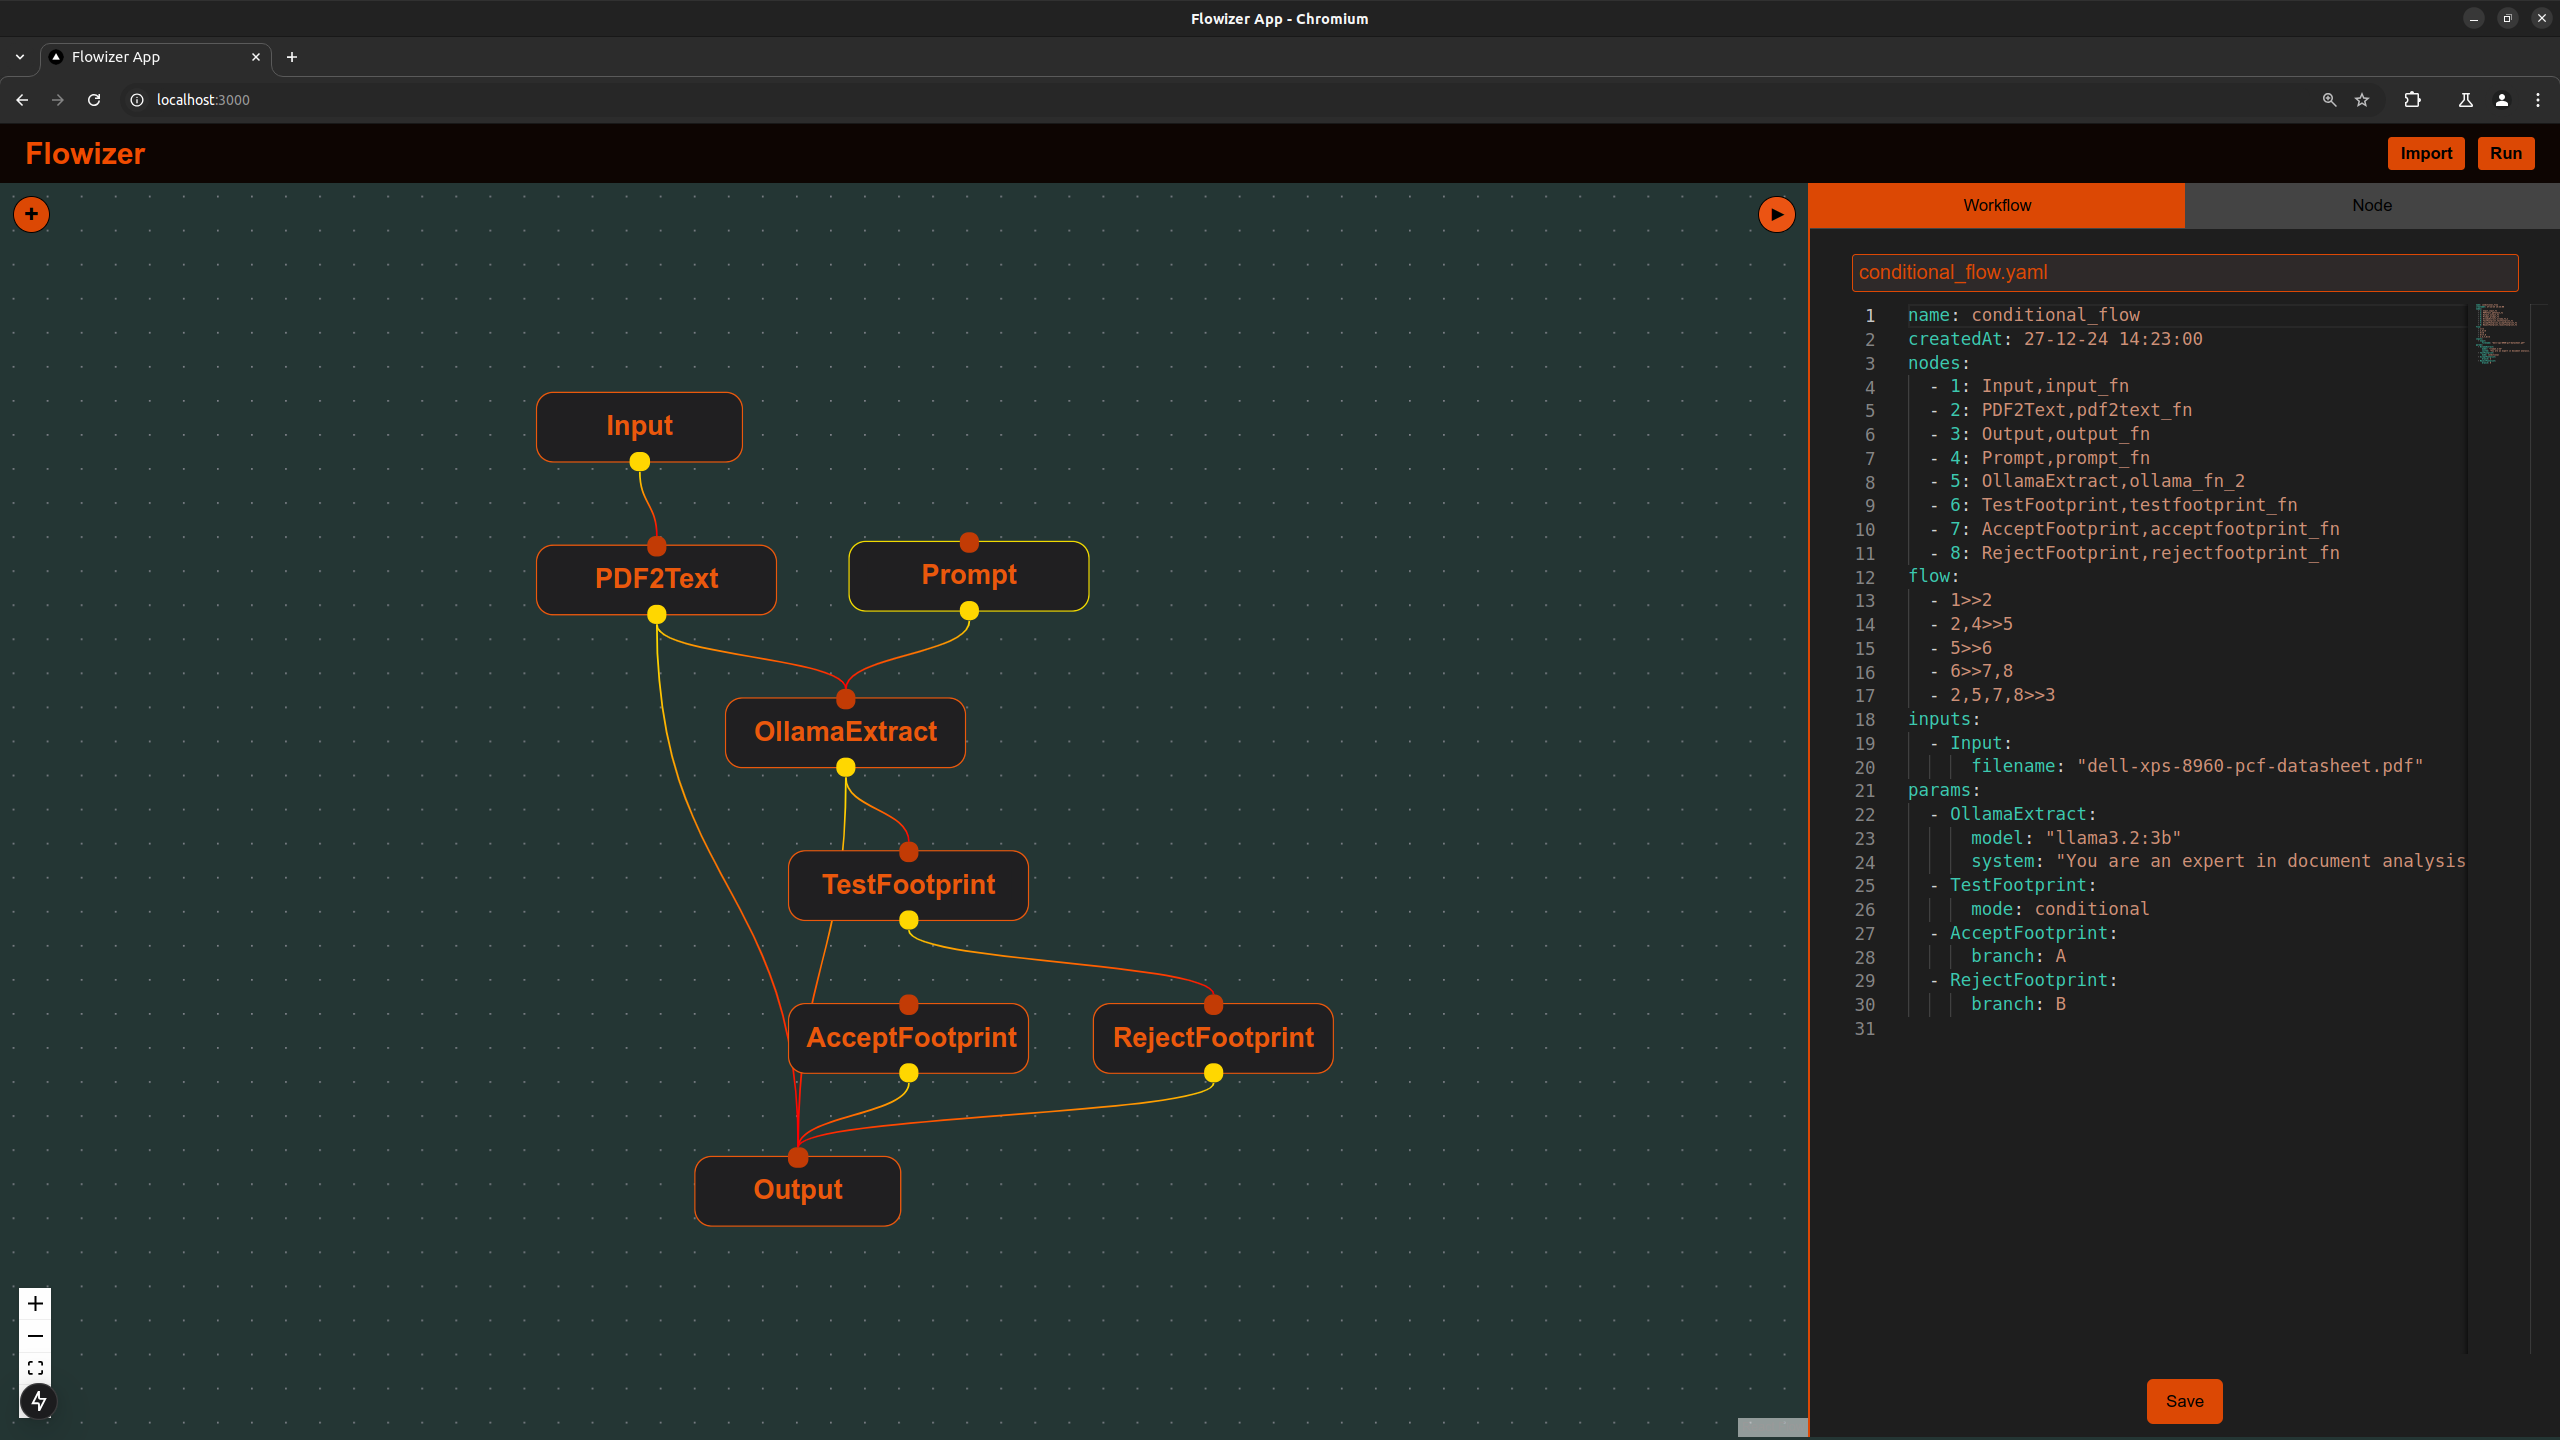 Flowizer App - Chromium
Flowizer App
localhost:3000
Flowizer
Import
Run
Workflow
Node
conditional_flow.yaml
1 name: conditional_flow
2 createdAt: 27-12-24 14:23:00
3 nodes:
4 - 1: Input,input_fn
5 - 2: PDF2Text,pdf2text_fn
6 - 3: Output,output_fn
7 - 4: Prompt,prompt_fn
8 - 5: OllamaExtract,ollama_fn_2
9 - 6: TestFootprint,testfootprint_fn
10 - 7: AcceptFootprint,acceptfootprint_fn
11 - 8: RejectFootprint,rejectfootprint_fn
12 flow:
13 - 1>>2
14 - 2,4>>5
15 - 5>>6
16 - 6>>7,8
17 - 2,5,7,8>>3
18 inputs:
19 - Input:
20 filename: "dell-xps-8960-pcf-datasheet.pdf"
21 params:
22 - OllamaExtract:
23 model: "llama3.2:3b"
24 system: "You are an expert in document analysis
25 - TestFootprint:
26 mode: conditional
27 - AcceptFootprint:
28 branch: A
29 - RejectFootprint:
30 branch: B
31
Input
PDF2Text
Prompt
OllamaExtract
TestFootprint
AcceptFootprint
RejectFootprint
Output
Save